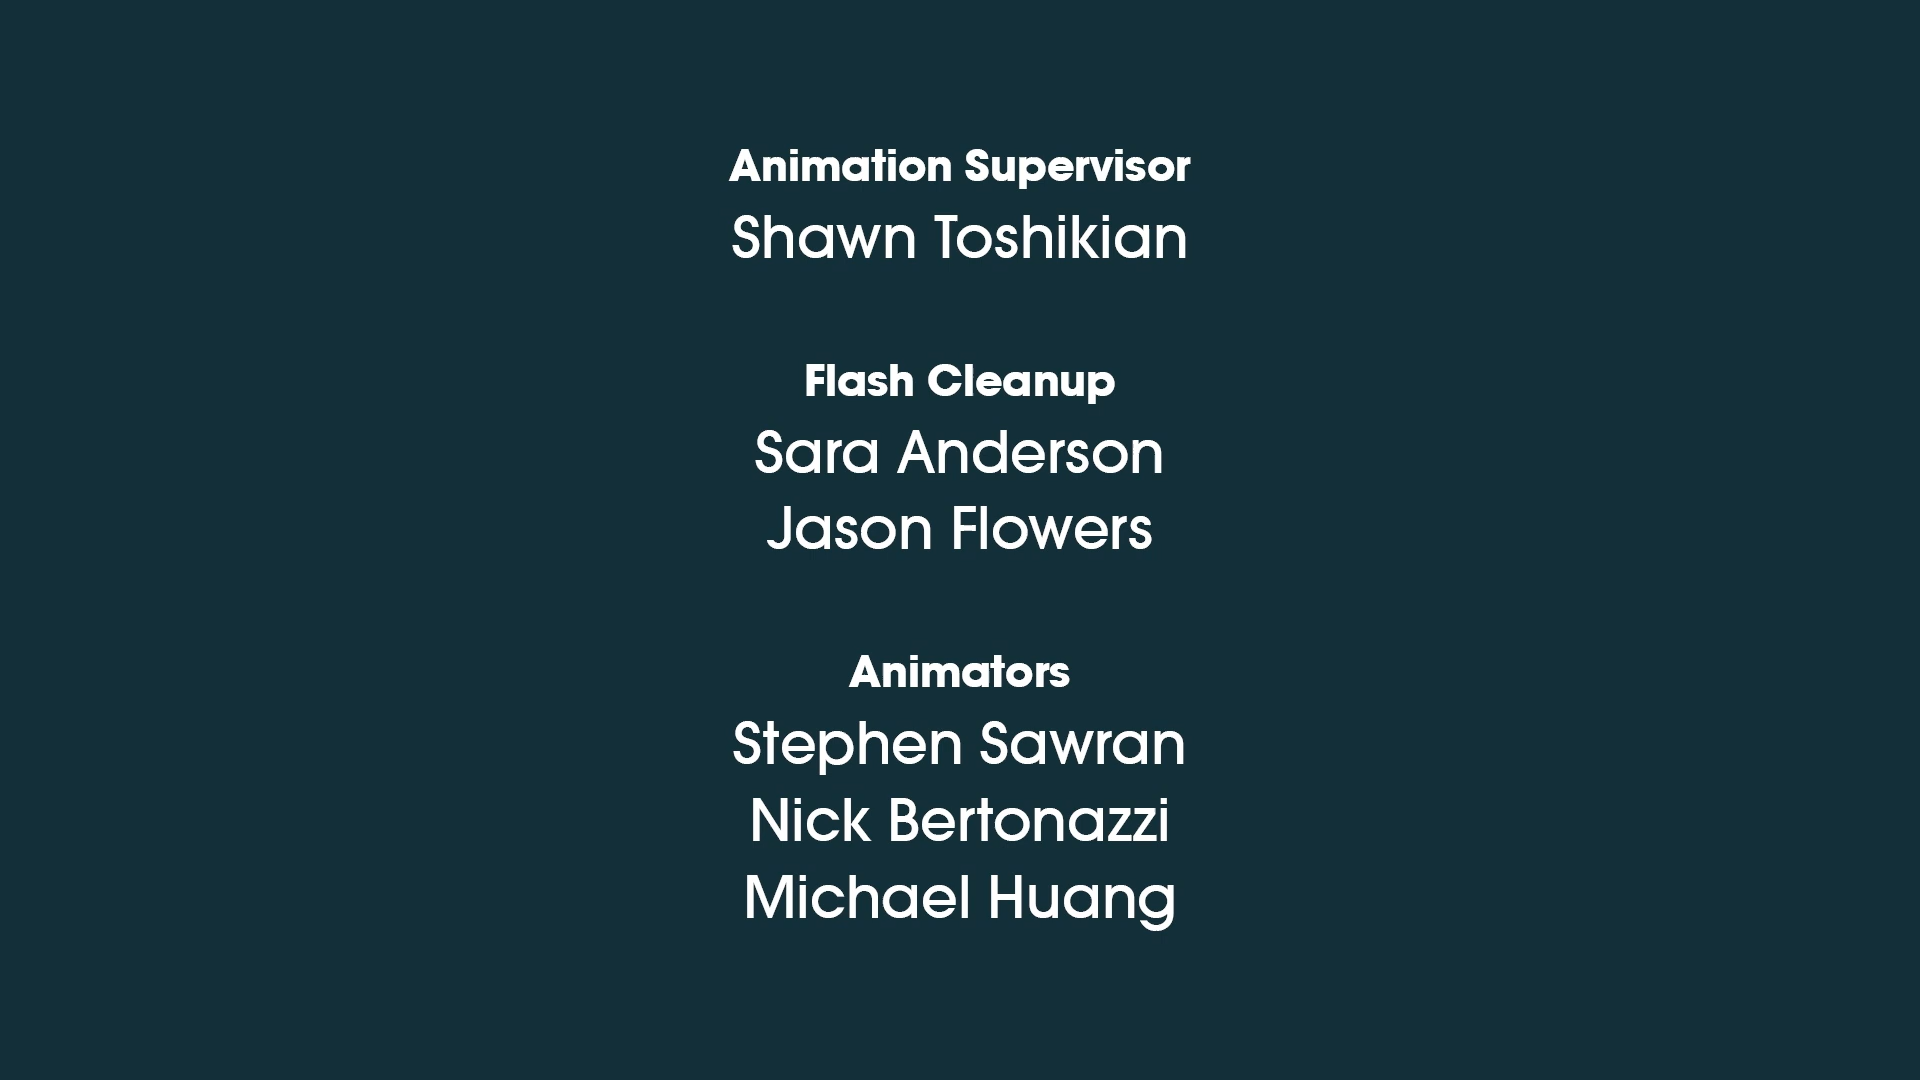 Animation Supervisor
Shawn Toshikian
Flash Cleanup
Sara Anderson
Jason Flowers
Animators
Stephen Sawran
Nick Bertonazzi
Michael Huang